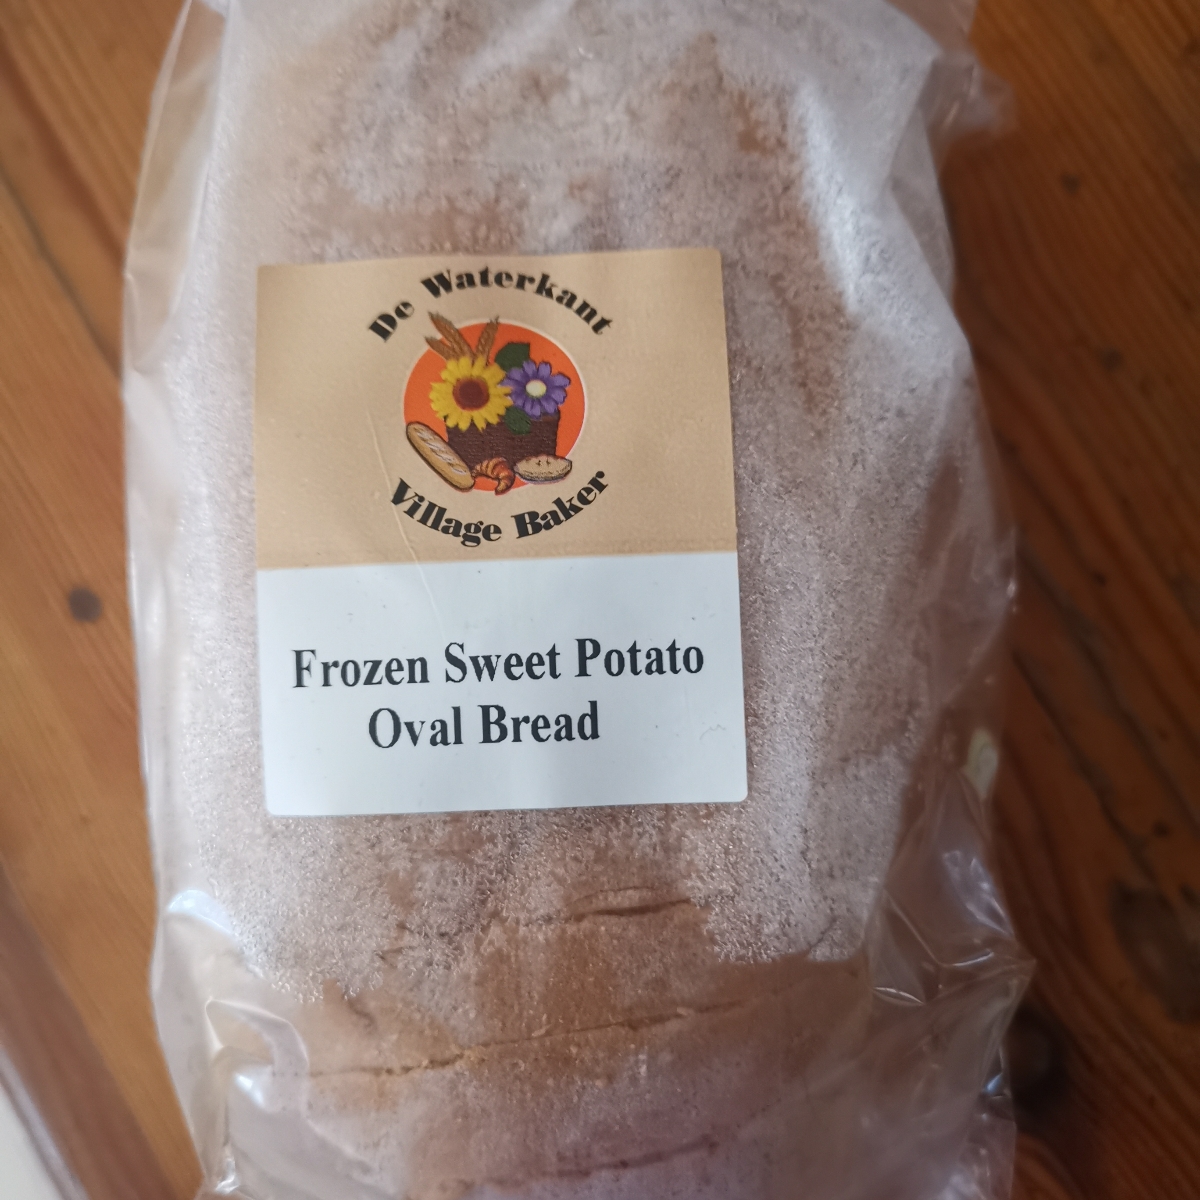 De Waterkant
Village Baker
Frozen Sweet Potato
Oval Bread